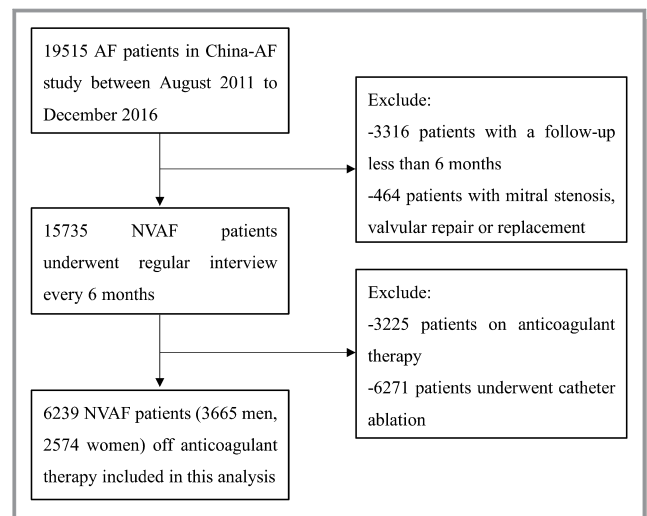 19515 AF patients in China-AF
study between August 2011 to
December 2016
Exclude:
-3316 patients with a follow-up
less than 6 months
-464 patients with mitral stenosis,
valvular repair or replacement
15735 NVAF patients
underwent regular interview
every 6 months
Exclude:
-3225 patients on anticoagulant
therapy
-6271 patients underwent catheter
ablation
6239 NVAF patients (3665 men,
2574 women) off anticoagulant
therapy included in this analysis